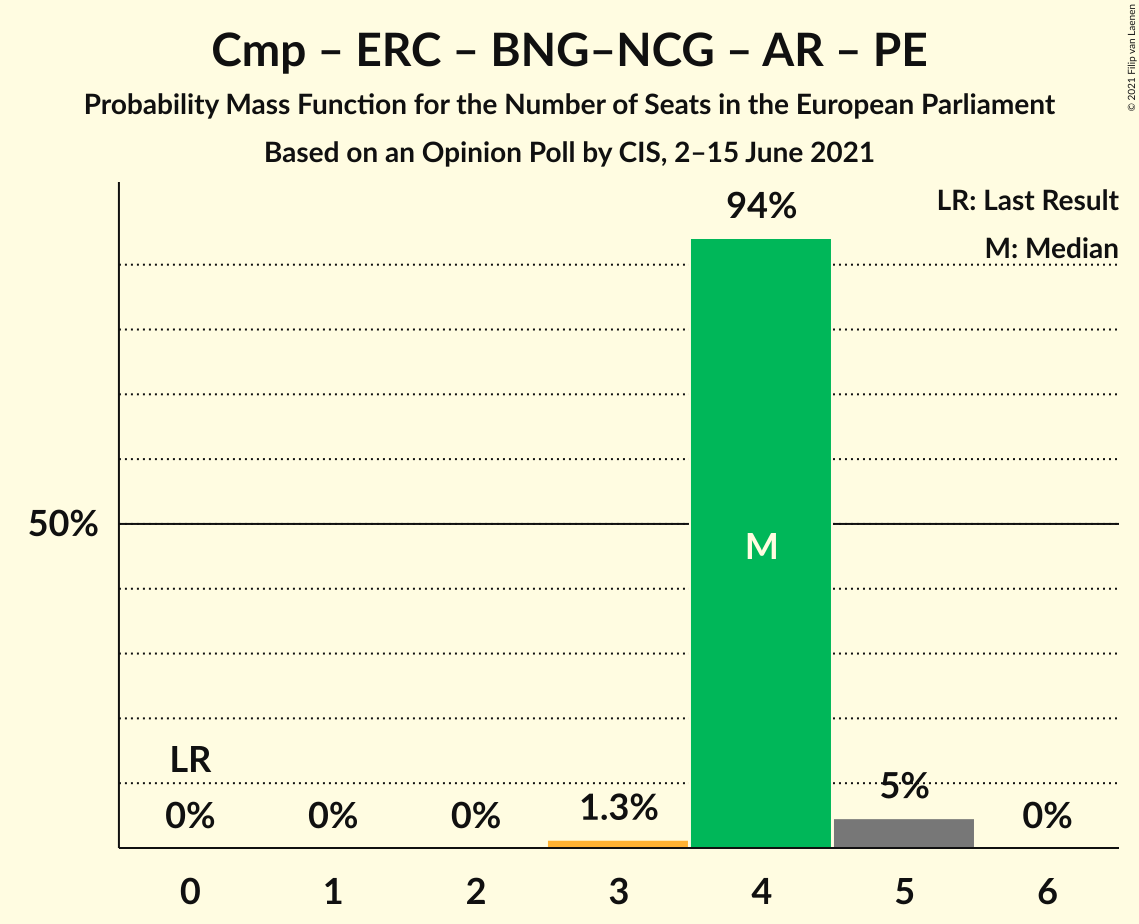 Cmp – ERC – BNG–NCG – AR – PE
Probability Mass Function for the Number of Seats in the European Parliament
Based on an Opinion Poll by CIS, 2–15 June 2021
© 2021 Filip van Laenen
LR: Last Result
M: Median
94%
50%
M
LR
0%
0%
0%
1.3%
5%
0%
0
1
2
3
4
5
6